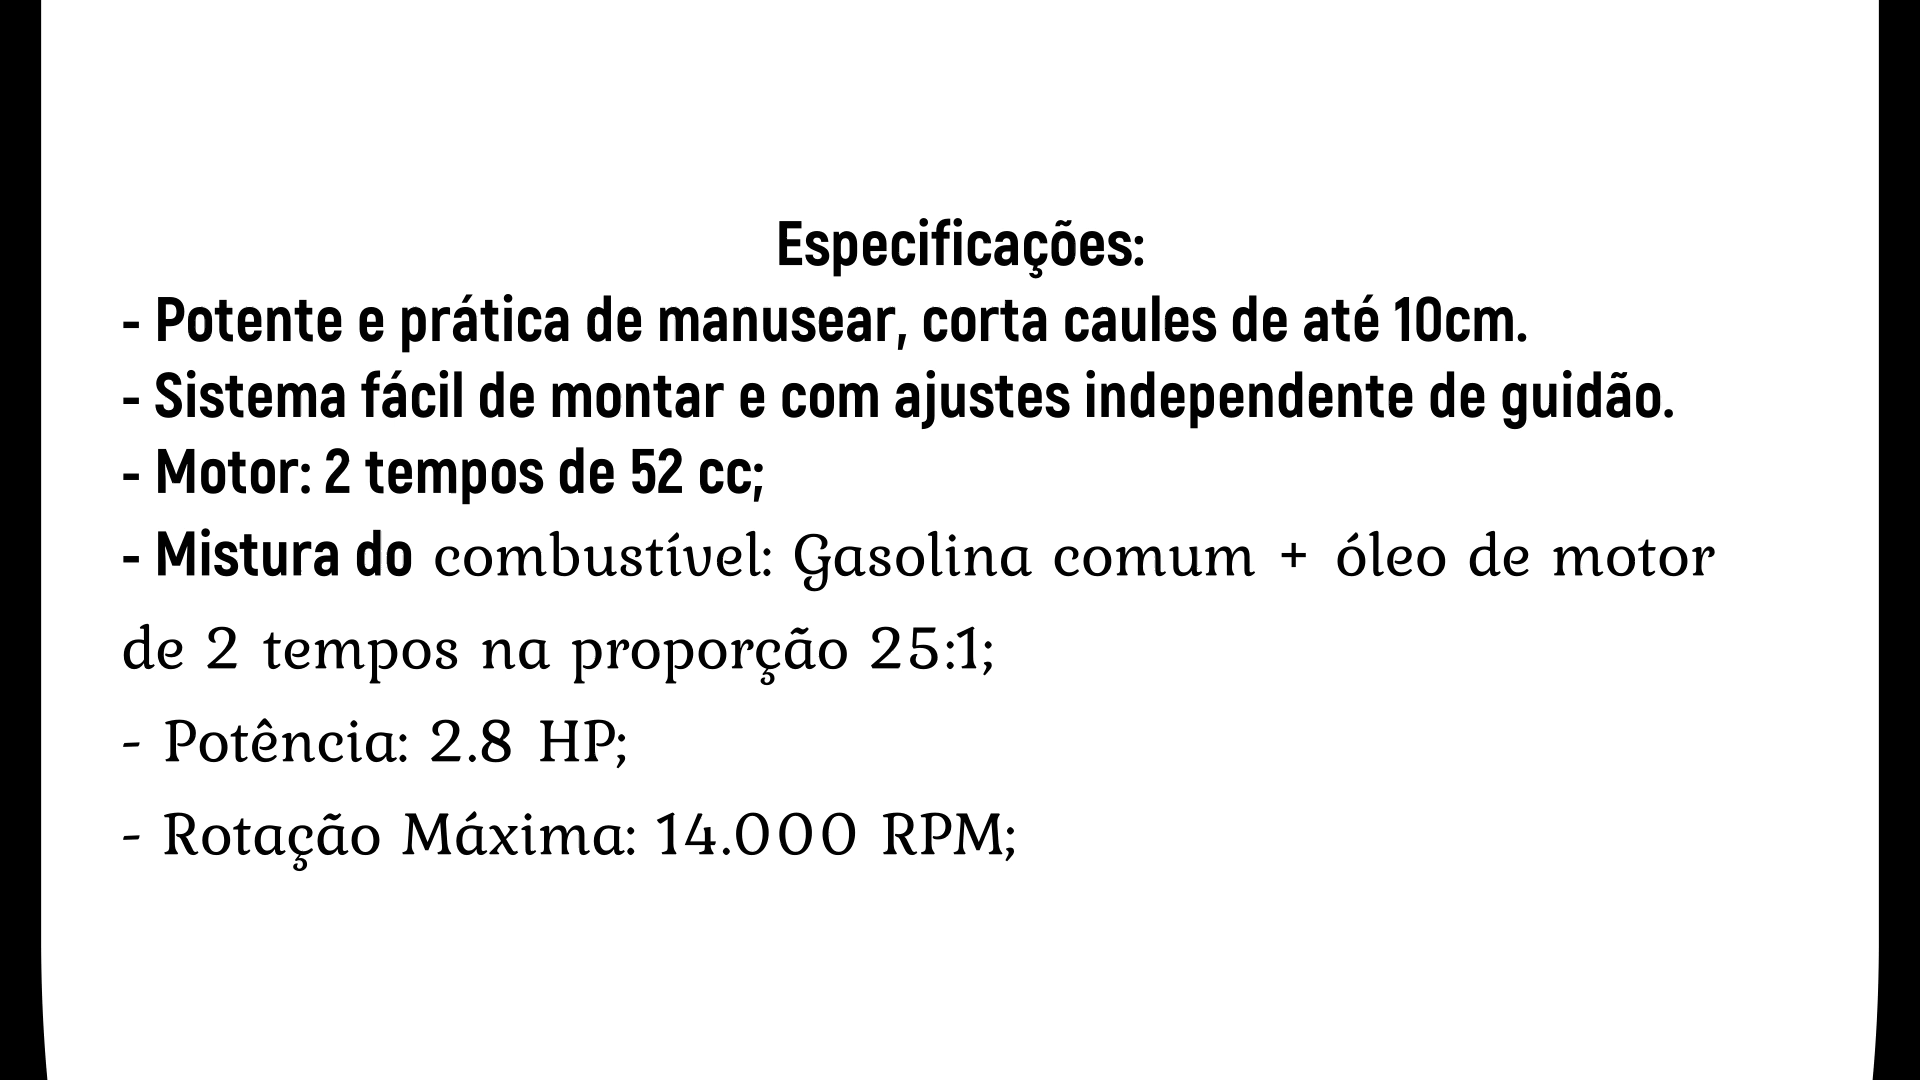 Especificações:
- Potente e prática de manusear, corta caules de até 10cm.
- Sistema fácil de montar e com ajustes independente de guidão.
- Motor: 2 tempos de 52 cc;
- Mistura do combustível: Gasolina comum + óleo de motor
de 2 tempos na proporção 25:1;
- Potência: 2.8 HP;
- Rotação Máxima: 14.000 RPM;